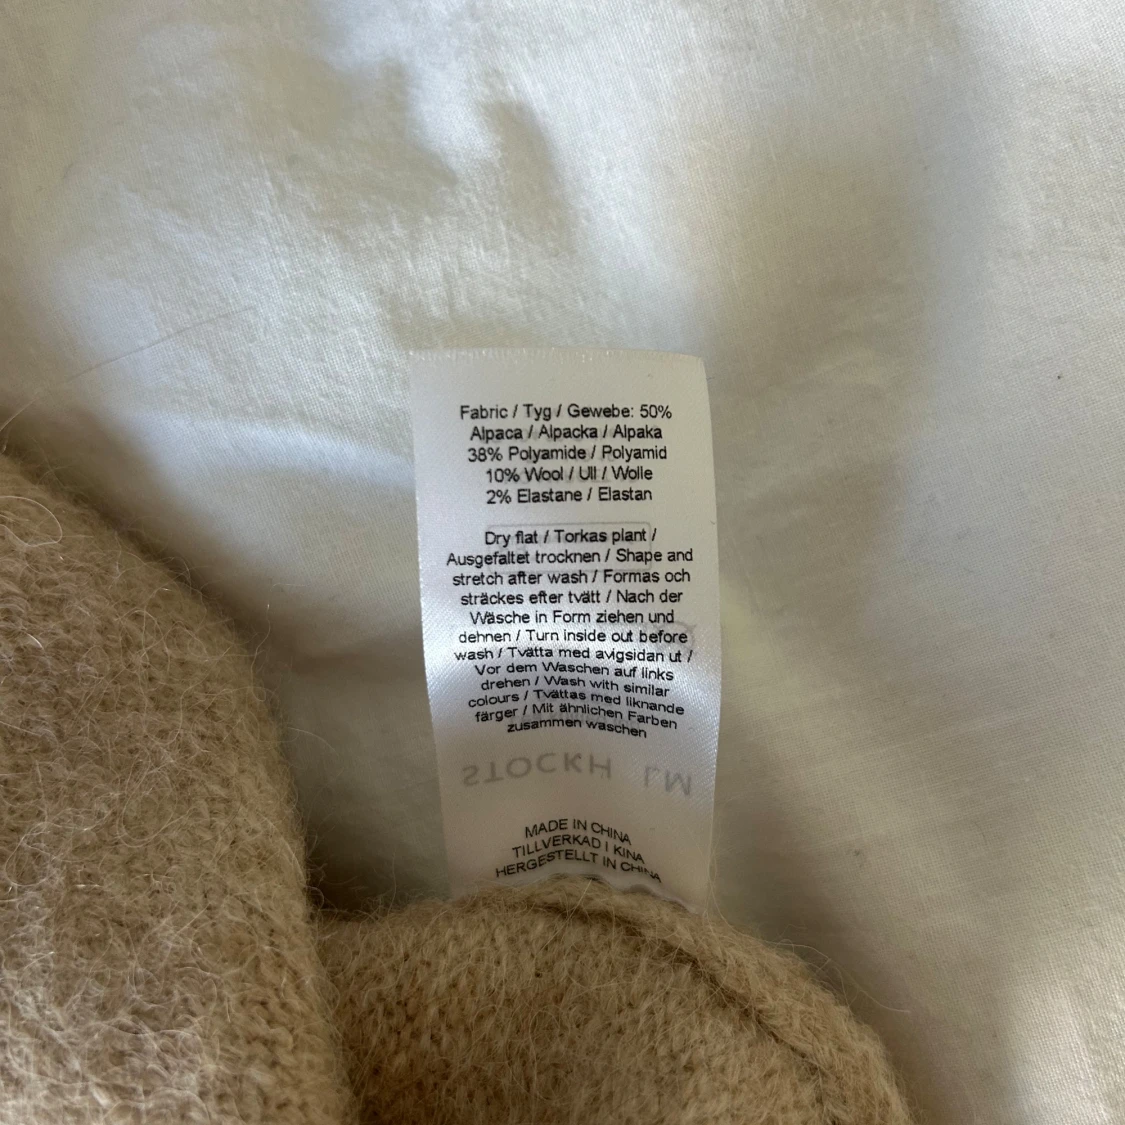 Fabric / Tyg / Gewebe: 50%
Alpaca / Alpacka / Alpaka
38% Polyamide / Polyamid
10% Wool / Ull / Wolle
2% Elastane / Elastan
Dry flat / Torkas plant /
Ausgefaltet trocknen / Shape and
stretch after wash / Formas och
sträckes efter tvätt / Nach der
Wäsche in Form ziehen und
dehnen / Turn inside out before
wash / Tvätta med avigsidan ut /
Vor dem Waschen auf links
drehen / Wash with similar
colours / Tvättas med liknande
färger / Mit ähnlichen Farben
zusammen waschen
STOCKH LM
MADE IN CHINA
TILLVERKAD I KINA
HERGESTELLT IN CHINA